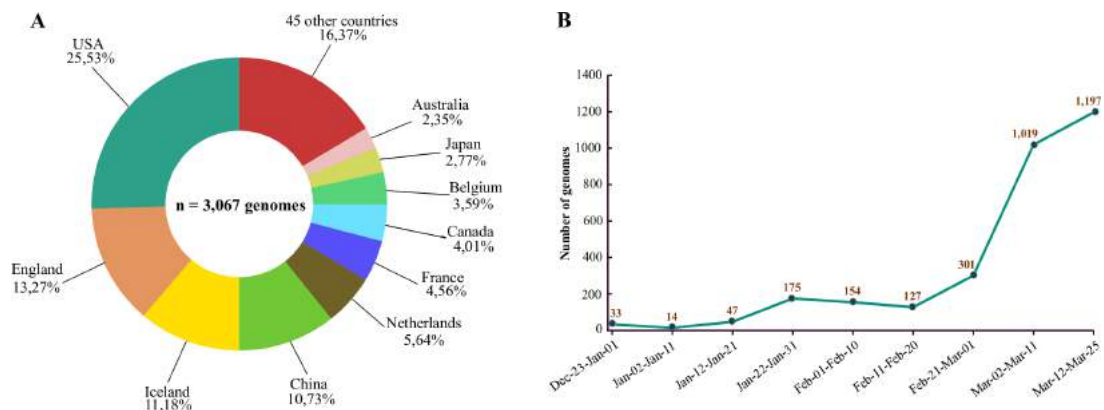 A
45 other countries
16,37%
USA
25,53%
Australia
2,35%
Japan
2,77%
Belgium
3,59%
n = 3,067 genomes
Canada
4,01%
England
13,27%
France
4,56%
Netherlands
5,64%
Iceland
11,18%
China
10,73%
B
Number of genomes
1400
1200
1000
800
600
400
200
0
33
14
47
175
154
127
301
1,019
1,197
Dec-23-Jan-01
Jan-02-Jan-11
Jan-12-Jan-21
Jan-22-Jan-31
Feb-01-Feb-10
Feb-11-Feb-20
Feb-21-Mar-01
Mar-02-Mar-11
Mar-12-Mar-25